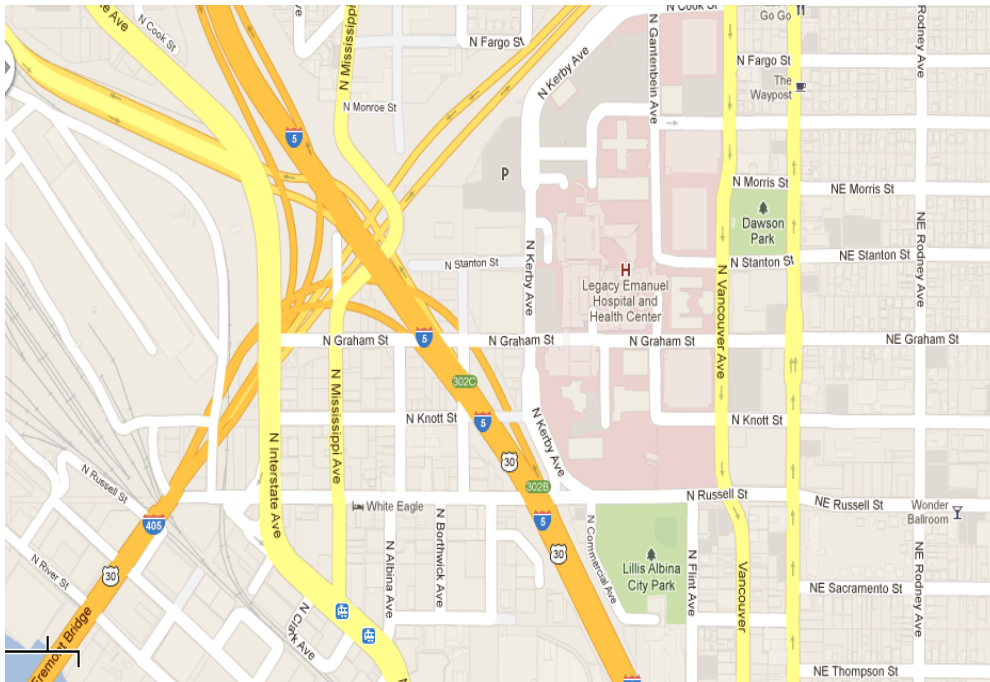 te Ave
N Cook St
N Mississipp
N Fargo St
N Kerby Ave
N Cook St
N Gantenbein Ave
Go Go
Rodney Ave
N Fargo St
The
Waypost
N Monroe St
5
P
N Morris St
NE Morris St
Dawson
Park
N Stanton St
N Kerby Ave
N Stanton St
NE Stanton St
NE Rodney Ave
H
Legacy Emanuel
Hospital and
Health Center
N Vancouver Ave
N Graham St
5
N Graham St
N Graham St
NE Graham St
302C
N Mississippi Ave
N Knott St
5
N Kerby Ave
N Knott St
30
N Interstate Ave
N Russell St
302B
N Russell St
NE Russell St
White Eagle
Wonder
Ballroom
405
5
N Borthwick Ave
N Albina Ave
N Commercial Ave
30
Lillis Albina
City Park
N Flint Ave
Vancouver
NE Rodney Ave
N River St
30
NE Sacramento St
N Clark Ave
Fremont Bridge
NE Thompson St
N